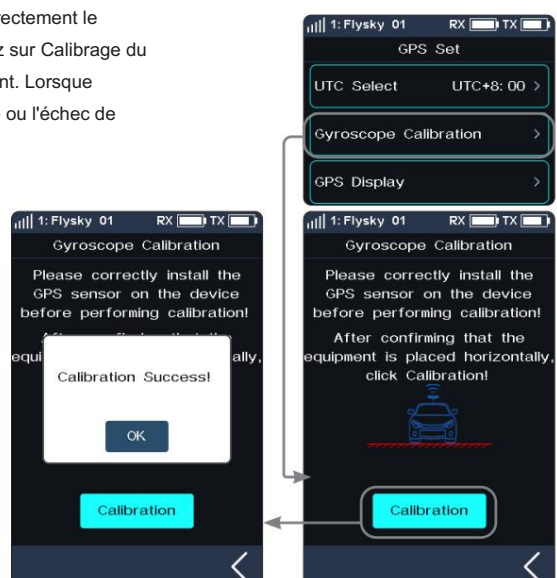 rectement le
z sur Calibrage du
nt. Lorsque
ou l'échec de
1: Flysky 01 RX TX
GPS Set
UTC Select UTC+8: 00 >
Gyroscope Calibration >
GPS Display >
1: Flysky 01 RX TX
Gyroscope Calibration
Please correctly install the
GPS sensor on the device
before performing calibration!
ally,
Calibration Success!
OK
Calibration
1: Flysky 01 RX TX
Gyroscope Calibration
Please correctly install the
GPS sensor on the device
before performing calibration!
After confirming that the
equipment is placed horizontally,
click Calibration!
Calibration